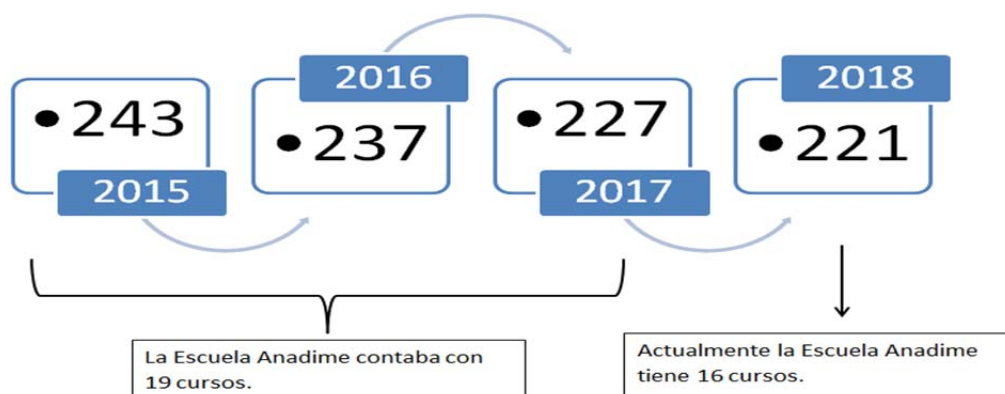 • 243
2015
2016
• 237
• 227
2017
2018
• 221
La Escuela Anadime contaba con
19 cursos.
Actualmente la Escuela Anadime
tiene 16 cursos.